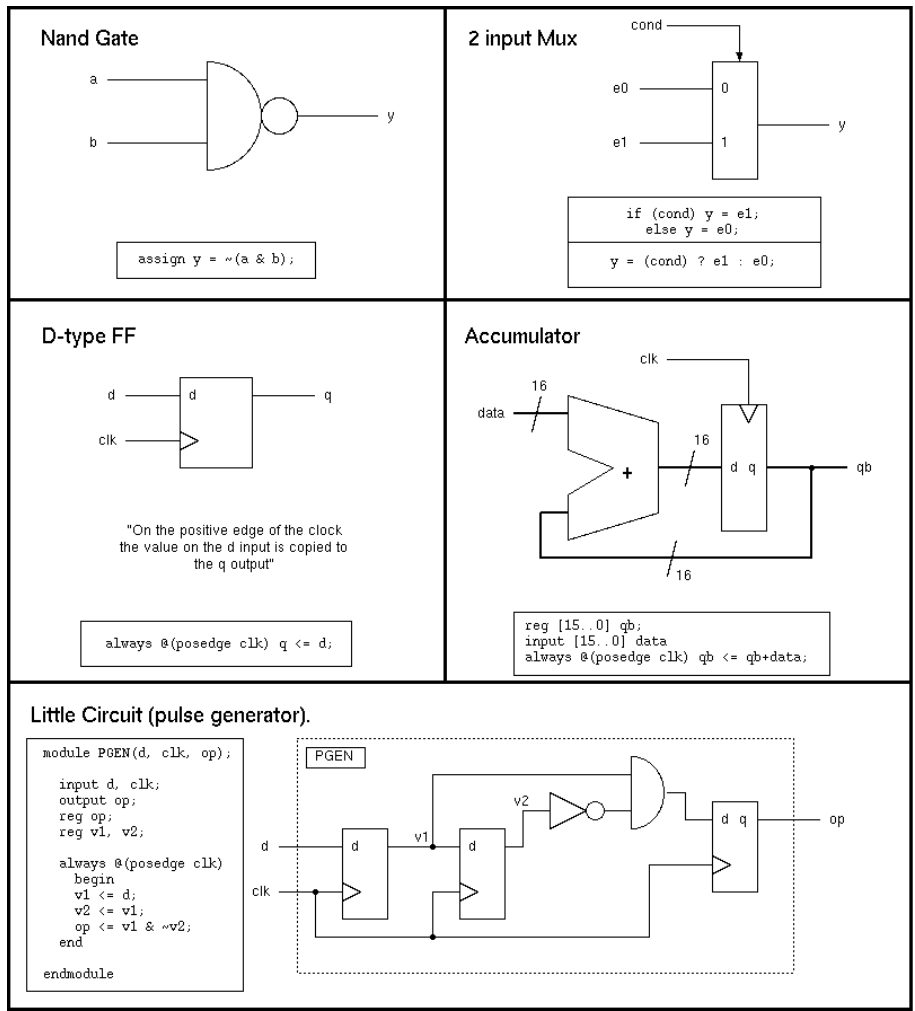 Nand Gate
a
b
y
assign y = ~(a & b);
2 input Mux
cond
e0
0
e1
1
y
if (cond) y = e1;
else y = e0;
y = (cond) ? e1 : e0;
D-type FF
d
d
q
clk
"On the positive edge of the clock
the value on the d input is copied to
the q output"
always @(posedge clk) q <= d;
Accumulator
clk
16
data
16
+
d q
qb
16
reg [15..0] qb;
input [15..0] data
always @(posedge clk) qb <= qb+data;
Little Circuit (pulse generator).
module PGEN(d, clk, op);
input d, clk;
output op;
reg op;
reg v1, v2;
always @(posedge clk)
begin
v1 <= d;
v2 <= v1;
op <= v1 & ~v2;
end
endmodule
PGEN
v2
d q
op
d
d
v1
d
clk